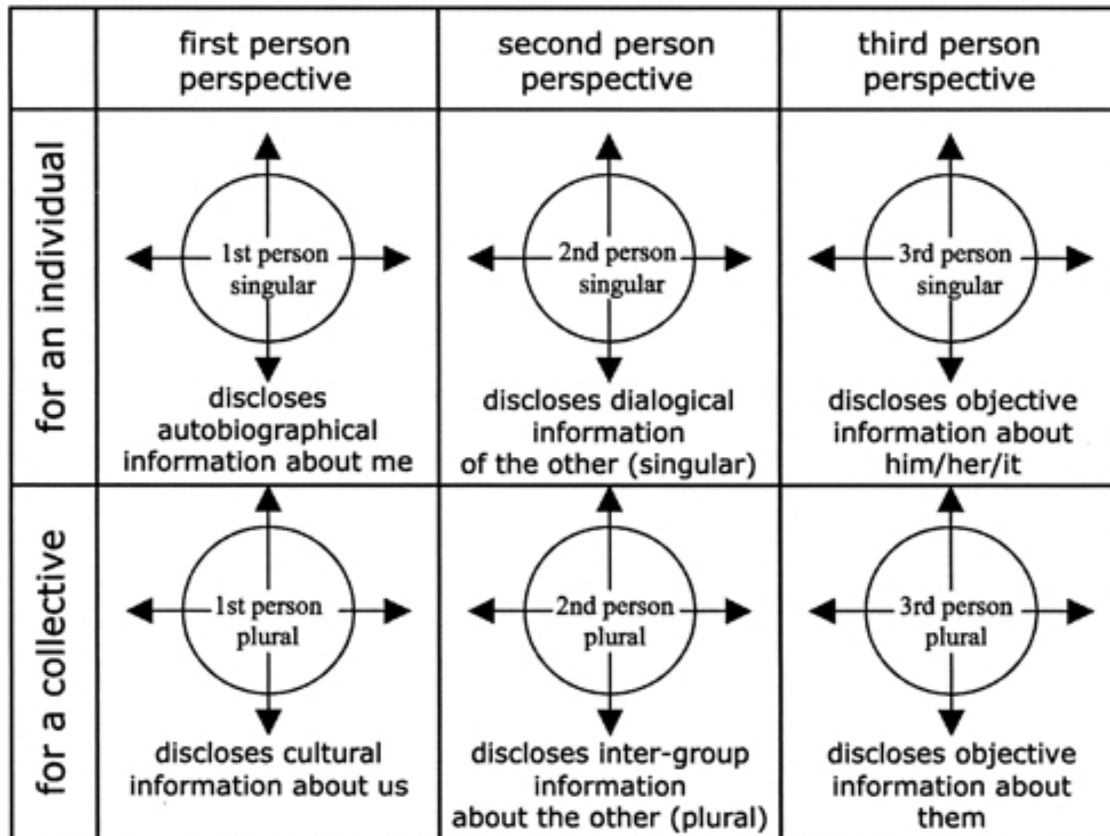 first person
perspective
second person
perspective
third person
perspective
for an individual
1st person
singular
discloses
autobiographical
information about me
2nd person
singular
discloses dialogical
information
of the other (singular)
3rd person
singular
discloses objective
information about
him/her/it
for a collective
1st person
plural
discloses cultural
information about us
2nd person
plural
discloses inter-group
information
about the other (plural)
3rd person
plural
discloses objective
information about
them